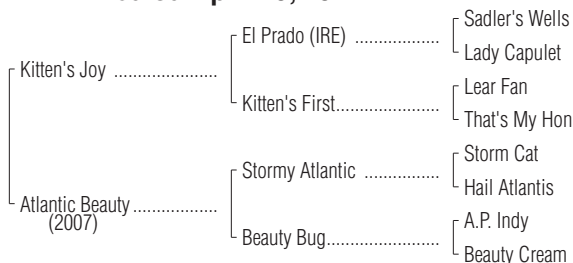 Sadler's Wells
El Prado (IRE) ....................
Lady Capulet
Kitten's Joy .........................
Lear Fan
Kitten's First.........................
That's My Hon
Storm Cat
Stormy Atlantic ..................
Hail Atlantis
Atlantic Beauty ....................
(2007)
A.P. Indy
Beauty Bug...........................
Beauty Cream